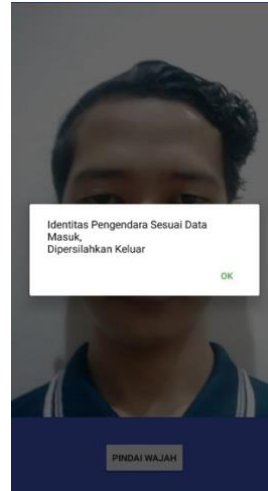 Identitas Pengendara Sesuai Data
Masuk,
Dipersilahkan Keluar
OK
PINDAI WAJAH